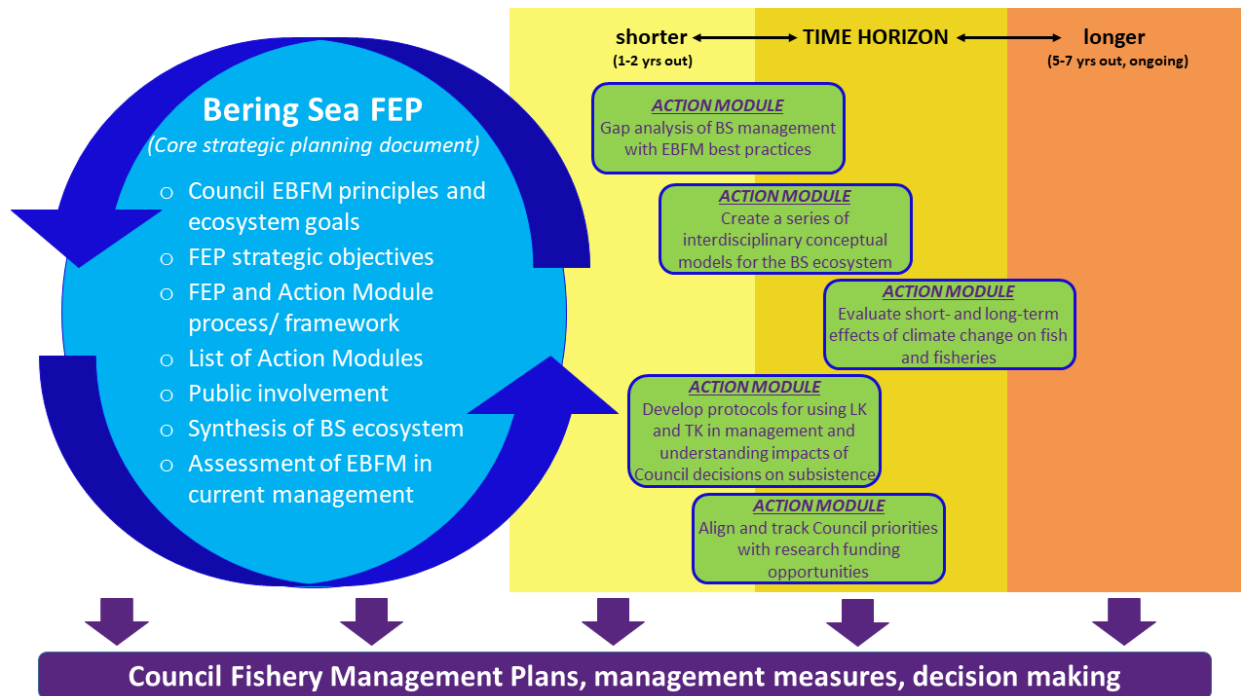 Bering Sea FEP
(Core strategic planning document)
o Council EBFM principles and
ecosystem goals
o FEP strategic objectives
o FEP and Action Module
process/ framework
o List of Action Modules
o Public involvement
o Synthesis of BS ecosystem
o Assessment of EBFM in
current management
shorter TIME HORIZON longer
(1-2 yrs out) (5-7 yrs out, ongoing)
ACTION MODULE
Gap analysis of BS management
with EBFM best practices
ACTION MODULE
Create a series of
interdisciplinary conceptual
models for the BS ecosystem
ACTION MODULE
Evaluate short- and long-term
effects of climate change on fish
and fisheries
ACTION MODULE
Develop protocols for using LK
and TK in management and
understanding impacts of
Council decisions on subsistence
ACTION MODULE
Align and track Council priorities
with research funding
opportunities
Council Fishery Management Plans, management measures, decision making